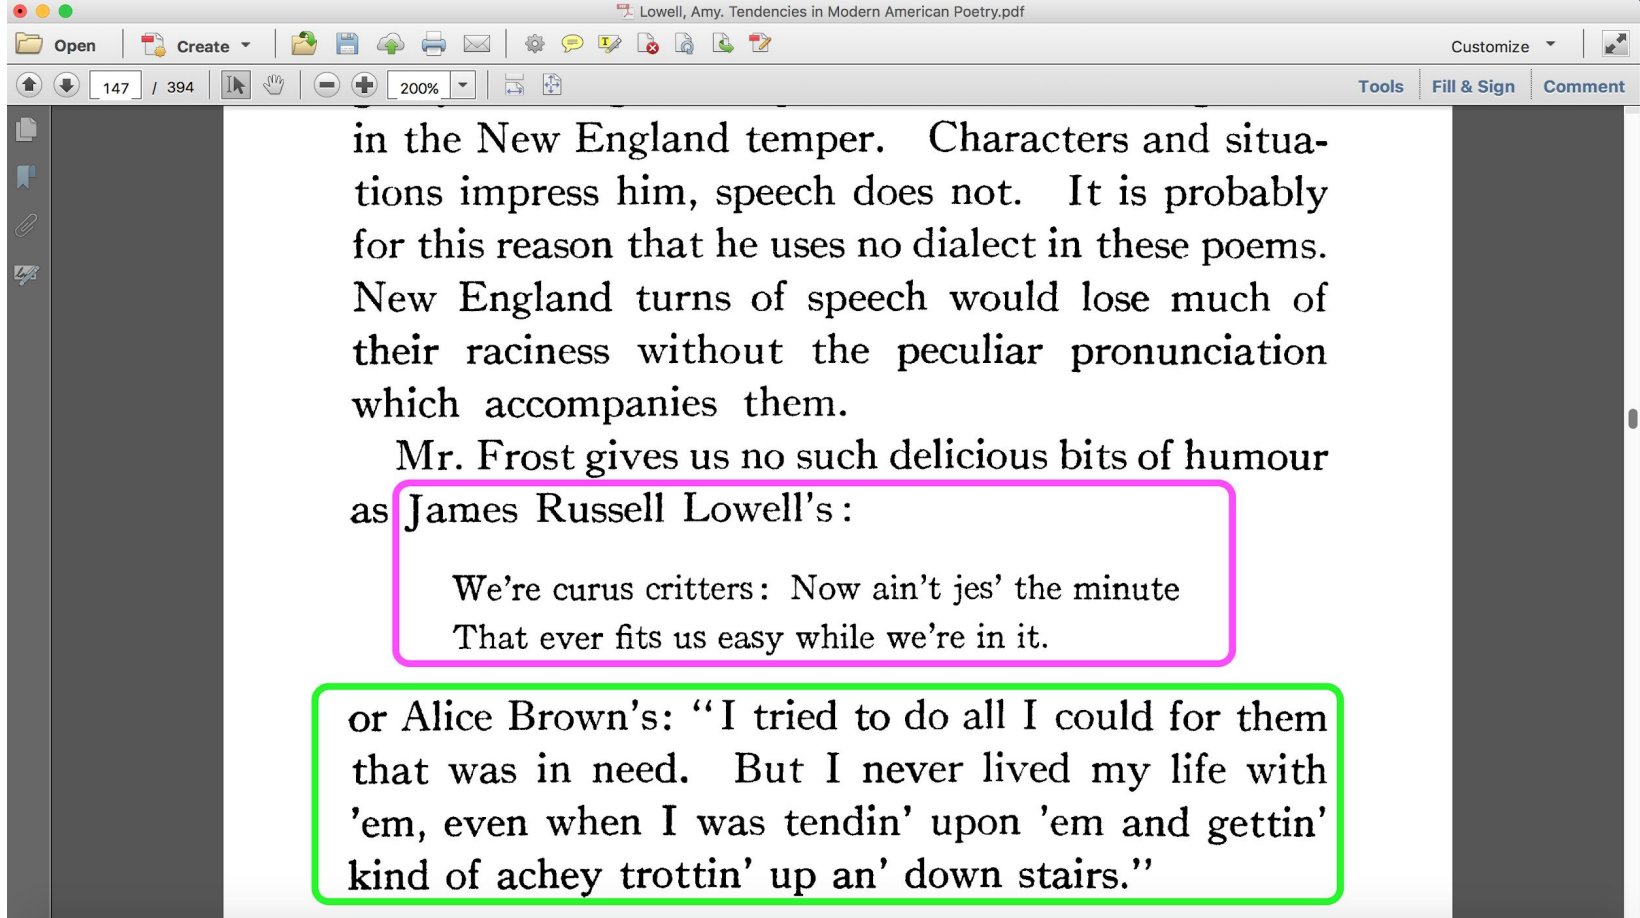 Lowell, Amy. Tendencies in Modern American Poetry.pdf
Open Create Customize
147 / 394 200% Tools Fill & Sign Comment
in the New England temper. Characters and situa-
tions impress him, speech does not. It is probably
for this reason that he uses no dialect in these poems.
New England turns of speech would lose much of
their raciness without the peculiar pronunciation
which accompanies them.
Mr. Frost gives us no such delicious bits of humour
as James Russell Lowell's:
We're curus critters: Now ain't jes' the minute
That ever fits us easy while we're in it.
or Alice Brown's: "I tried to do all I could for them
that was in need. But I never lived my life with
'em, even when I was tendin' upon 'em and gettin'
kind of achey trottin' up an' down stairs."